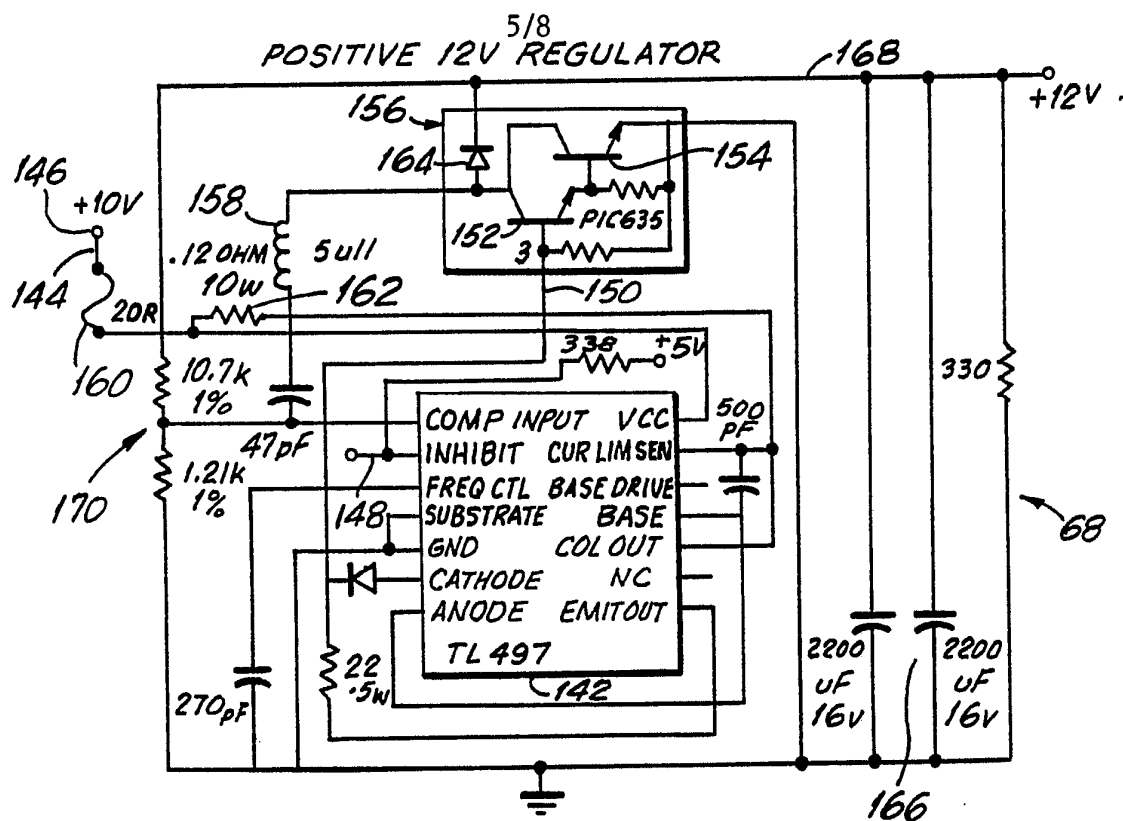 5/8
POSITIVE 12V REGULATOR
168
+12V
156
164
154
146
+10V
158
152
PIC635
3
.12 OHM
10W
5ull
162
150
144
20R
338
+5V
160
10.7k
1%
330
COMP INPUT
VCC
500
PF
47pF
INHIBIT
CUR LIM SEN
170
1.21k
1%
FREQ CTL
BASE DRIVE
148
SUBSTRATE
BASE
68
GND
COL OUT
CATHODE
NC
ANODE
EMITOUT
TL497
2200
uF
16v
2200
uF
16v
22
.5W
142
270pF
166